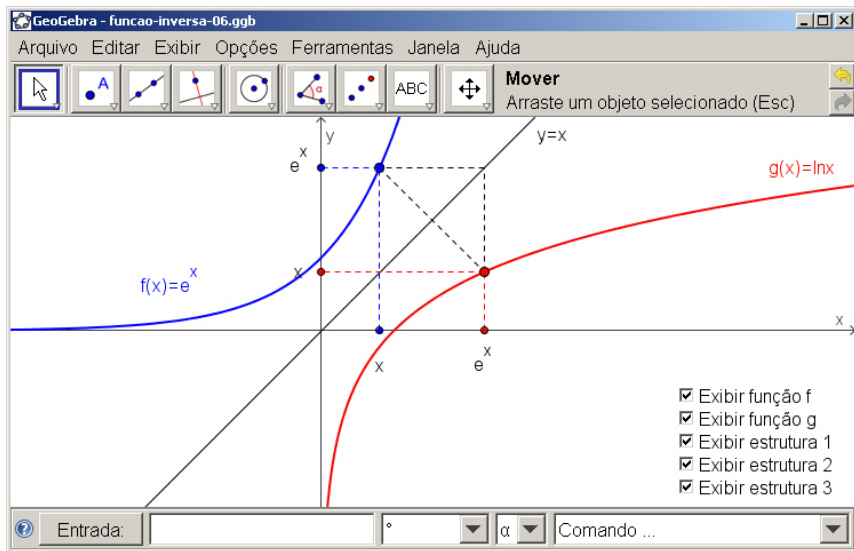 GeoGebra - funcao-inversa-06.ggb
Arquivo Editar Exibir Opções Ferramentas Janela Ajuda
A
α
ABC
Mover
Arraste um objeto selecionado (Esc)
y
y=x
e^x
g(x)=lnx
x
f(x)=e^x
x
x
e^x
Exibir função f
Exibir função g
Exibir estrutura 1
Exibir estrutura 2
Exibir estrutura 3
? Entrada: ° α Comando ...